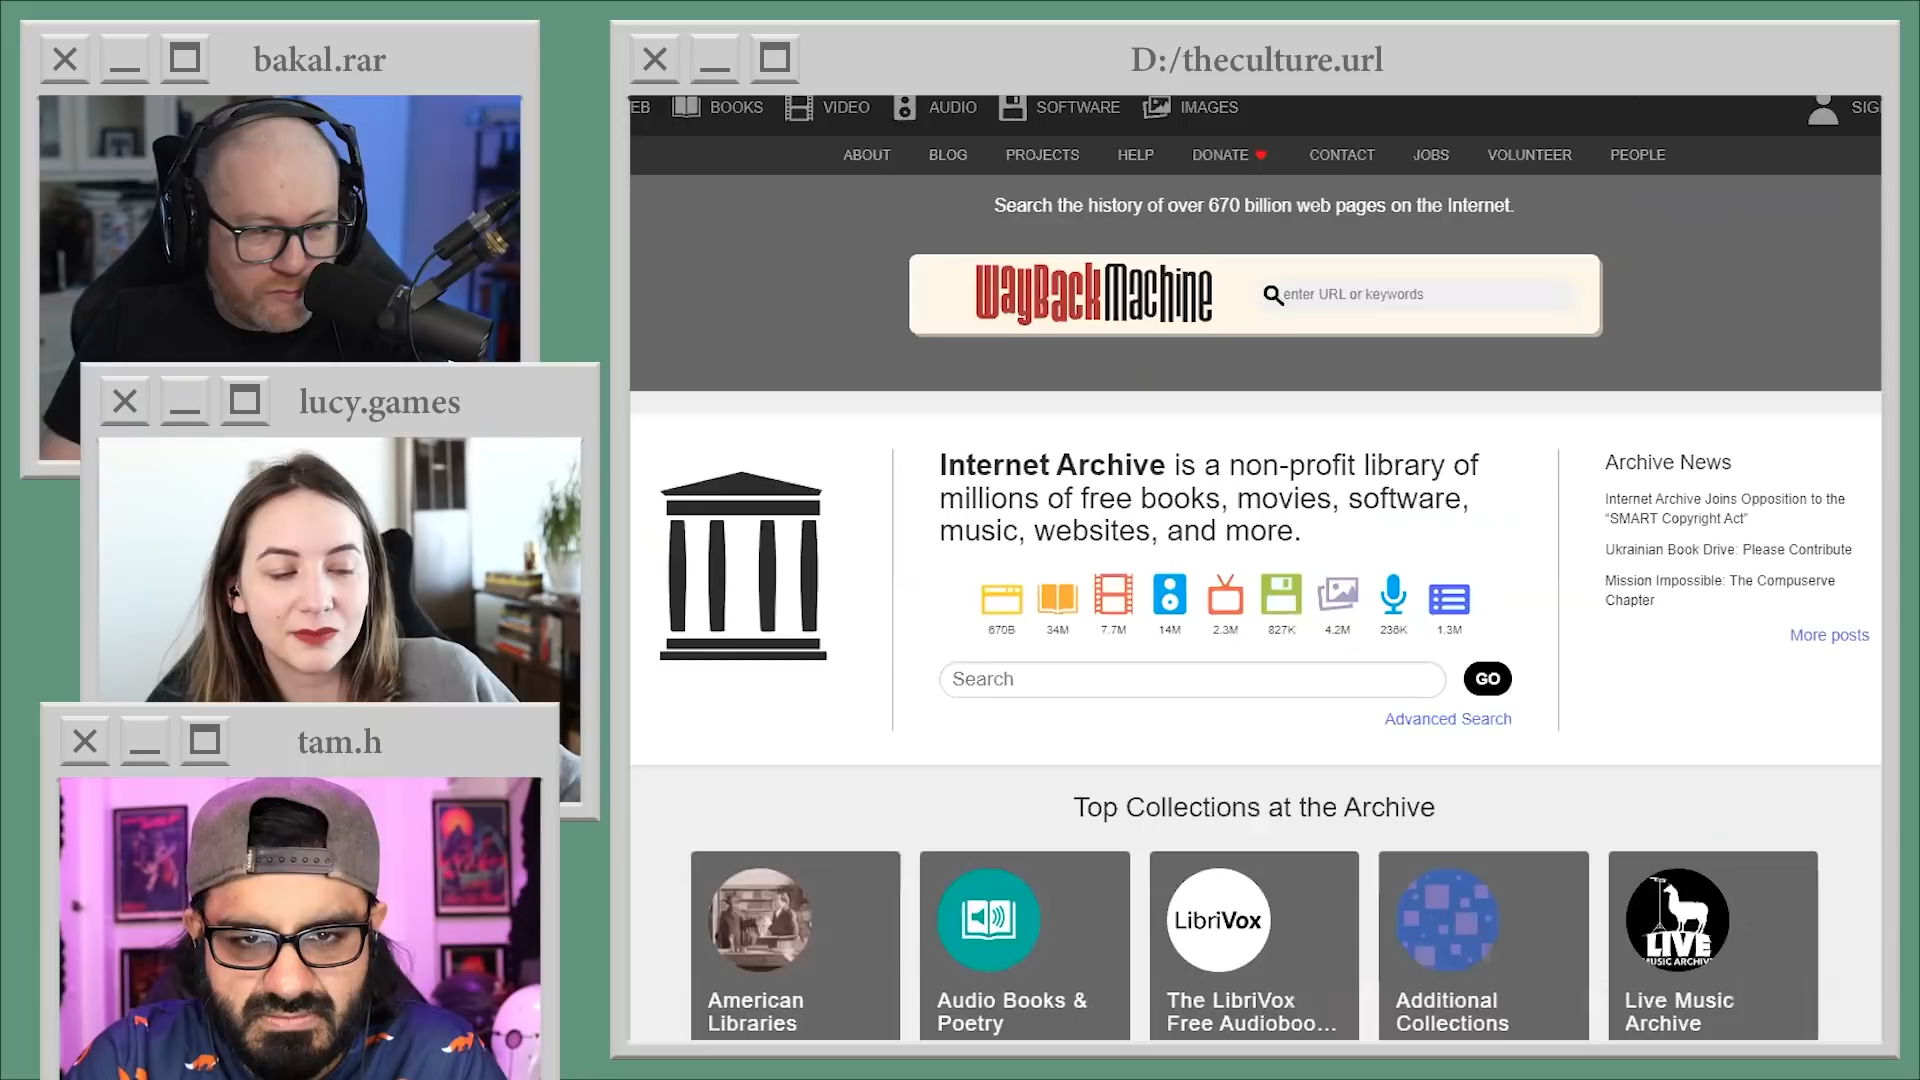 bakal.rar
lucy.games
tam.h
D:/theculture.url
EB BOOKS VIDEO AUDIO SOFTWARE IMAGES SIG
ABOUT BLOG PROJECTS HELP DONATE CONTACT JOBS VOLUNTEER PEOPLE
Search the history of over 670 billion web pages on the Internet.
WayBackMachine enter URL or keywords
Internet Archive is a non-profit library of
millions of free books, movies, software,
music, websites, and more.
670B 34M 7.7M 14M 2.3M 827K 4.2M 236K 1.3M
Search GO
Advanced Search
Archive News
Internet Archive Joins Opposition to the
“SMART Copyright Act”
Ukrainian Book Drive: Please Contribute
Mission Impossible: The Compuserve
Chapter
More posts
Top Collections at the Archive
American
Libraries
Audio Books &
Poetry
LibriVox
The LibriVox
Free Audioboo...
Additional
Collections
LIVE
MUSIC ARCHIVE
Live Music
Archive